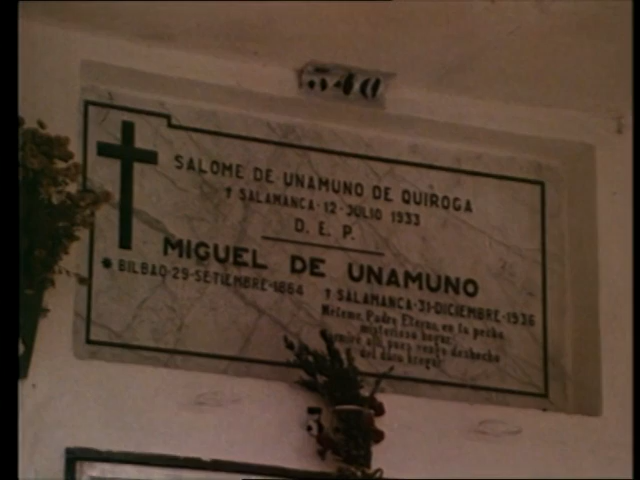 340
SALOME DE UNAMUNO DE QUIROGA
† SALAMANCA·12·JULIO 1933
D. E. P.
MIGUEL DE UNAMUNO
* BILBAO·29·SETIEMBRE·1864
† SALAMANCA·31·DICIEMBRE·1936
Méteme, Padre Eterno, en tu pecho
misterioso hogar,
dormiré allí, pues vengo deshecho
del duro bregar